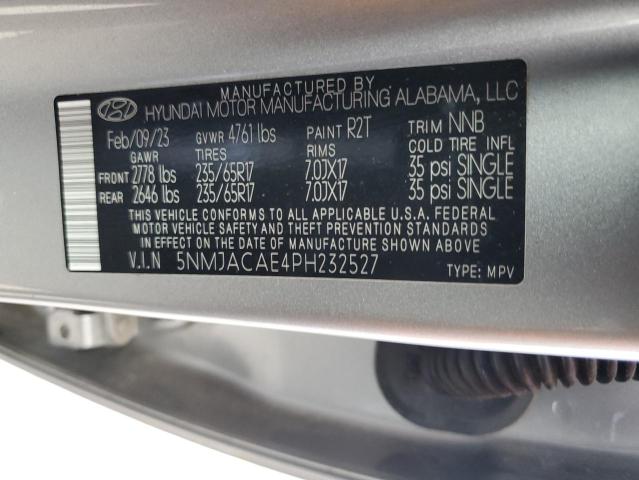 MANUFACTURED BY
HYUNDAI MOTOR MANUFACTURING ALABAMA, LLC
Feb/09/23 GVWR 4761 lbs PAINT R2T TRIM NNB
GAWR TIRES RIMS COLD TIRE INFL
FRONT 2778 lbs 235/65R17 7.0JX17 35 psi SINGLE
REAR 2646 lbs 235/65R17 7.0JX17 35 psi SINGLE
THIS VEHICLE CONFORMS TO ALL APPLICABLE U.S.A. FEDERAL
MOTOR VEHICLE SAFETY AND THEFT PREVENTION STANDARDS
IN EFFECT ON THE DATE OF MANUFACTURE SHOWN ABOVE.
V.I.N 5NMJACAE4PH232527 TYPE: MPV